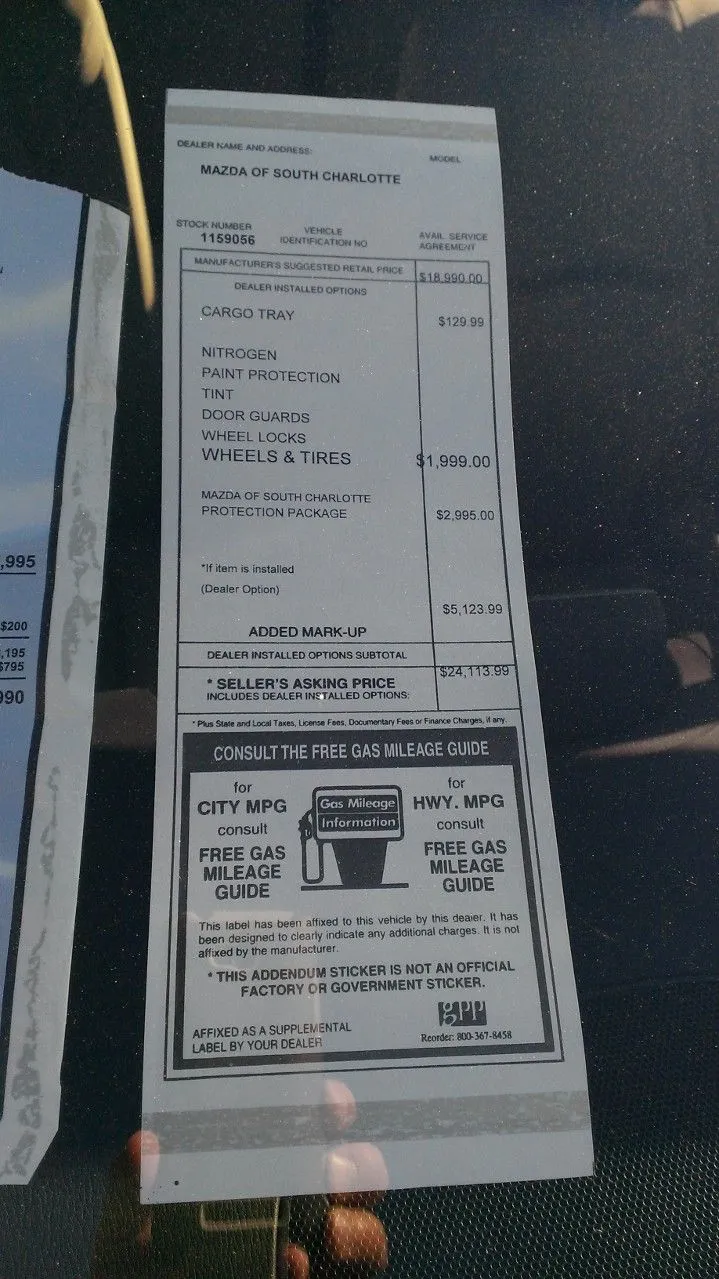 DEALER NAME AND ADDRESS:
MODEL
MAZDA OF SOUTH CHARLOTTE
STOCK NUMBER
1159056
VEHICLE
IDENTIFICATION NO
AVAIL SERVICE
AGREEMENT
MANUFACTURER'S SUGGESTED RETAIL PRICE $18,990.00
DEALER INSTALLED OPTIONS
CARGO TRAY $129.99
NITROGEN
PAINT PROTECTION
TINT
DOOR GUARDS
WHEEL LOCKS
WHEELS & TIRES $1,999.00
MAZDA OF SOUTH CHARLOTTE
PROTECTION PACKAGE $2,995.00
*If item is installed
(Dealer Option)
$5,123.99
ADDED MARK-UP
DEALER INSTALLED OPTIONS SUBTOTAL
$24,113.99
* SELLER'S ASKING PRICE
INCLUDES DEALER INSTALLED OPTIONS:
* Plus State and Local Taxes, License Fees, Documentary Fees or Finance Charges, if any.
CONSULT THE FREE GAS MILEAGE GUIDE
for
CITY MPG
consult
FREE GAS
MILEAGE
GUIDE
Gas Mileage
Information
for
HWY. MPG
consult
FREE GAS
MILEAGE
GUIDE
This label has been affixed to this vehicle by this dealer. It has
been designed to clearly indicate any additional charges. It is not
affixed by the manufacturer.
* THIS ADDENDUM STICKER IS NOT AN OFFICIAL
FACTORY OR GOVERNMENT STICKER.
AFFIXED AS A SUPPLEMENTAL
LABEL BY YOUR DEALER
gpp
Reorder: 800-367-8458
,995
$200
,195
$795
990